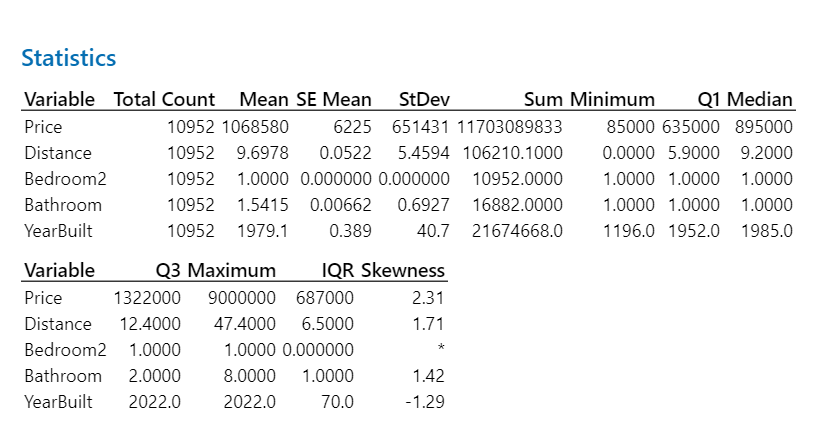 Statistics
Variable Total Count Mean SE Mean StDev Sum Minimum Q1 Median
Price 10952 1068580 6225 651431 11703089833 85000 635000 895000
Distance 10952 9.6978 0.0522 5.4594 106210.1000 0.0000 5.9000 9.2000
Bedroom2 10952 1.0000 0.000000 0.000000 10952.0000 1.0000 1.0000 1.0000
Bathroom 10952 1.5415 0.00662 0.6927 16882.0000 1.0000 1.0000 1.0000
YearBuilt 10952 1979.1 0.389 40.7 21674668.0 1196.0 1952.0 1985.0
Variable Q3 Maximum IQR Skewness
Price 1322000 9000000 687000 2.31
Distance 12.4000 47.4000 6.5000 1.71
Bedroom2 1.0000 1.0000 0.000000 *
Bathroom 2.0000 8.0000 1.0000 1.42
YearBuilt 2022.0 2022.0 70.0 -1.29